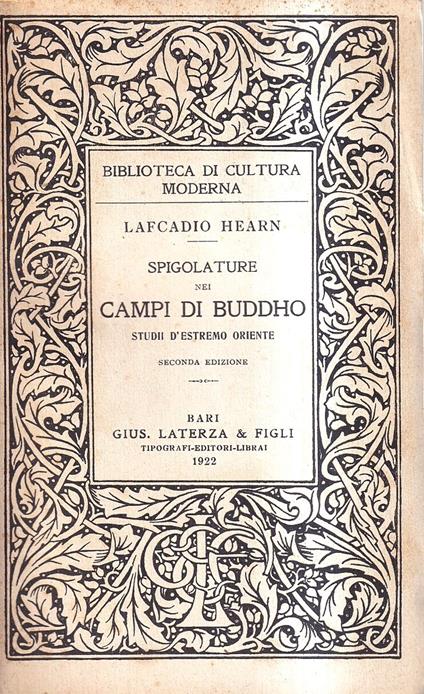 BIBLIOTECA DI CULTURA
MODERNA
LAFCADIO HEARN
SPIGOLATURE
NEI
CAMPI DI BUDDHO
STUDII D'ESTREMO ORIENTE
SECONDA EDIZIONE
BARI
GIUS. LATERZA & FIGLI
TIPOGRAFI-EDITORI-LIBRAI
1922